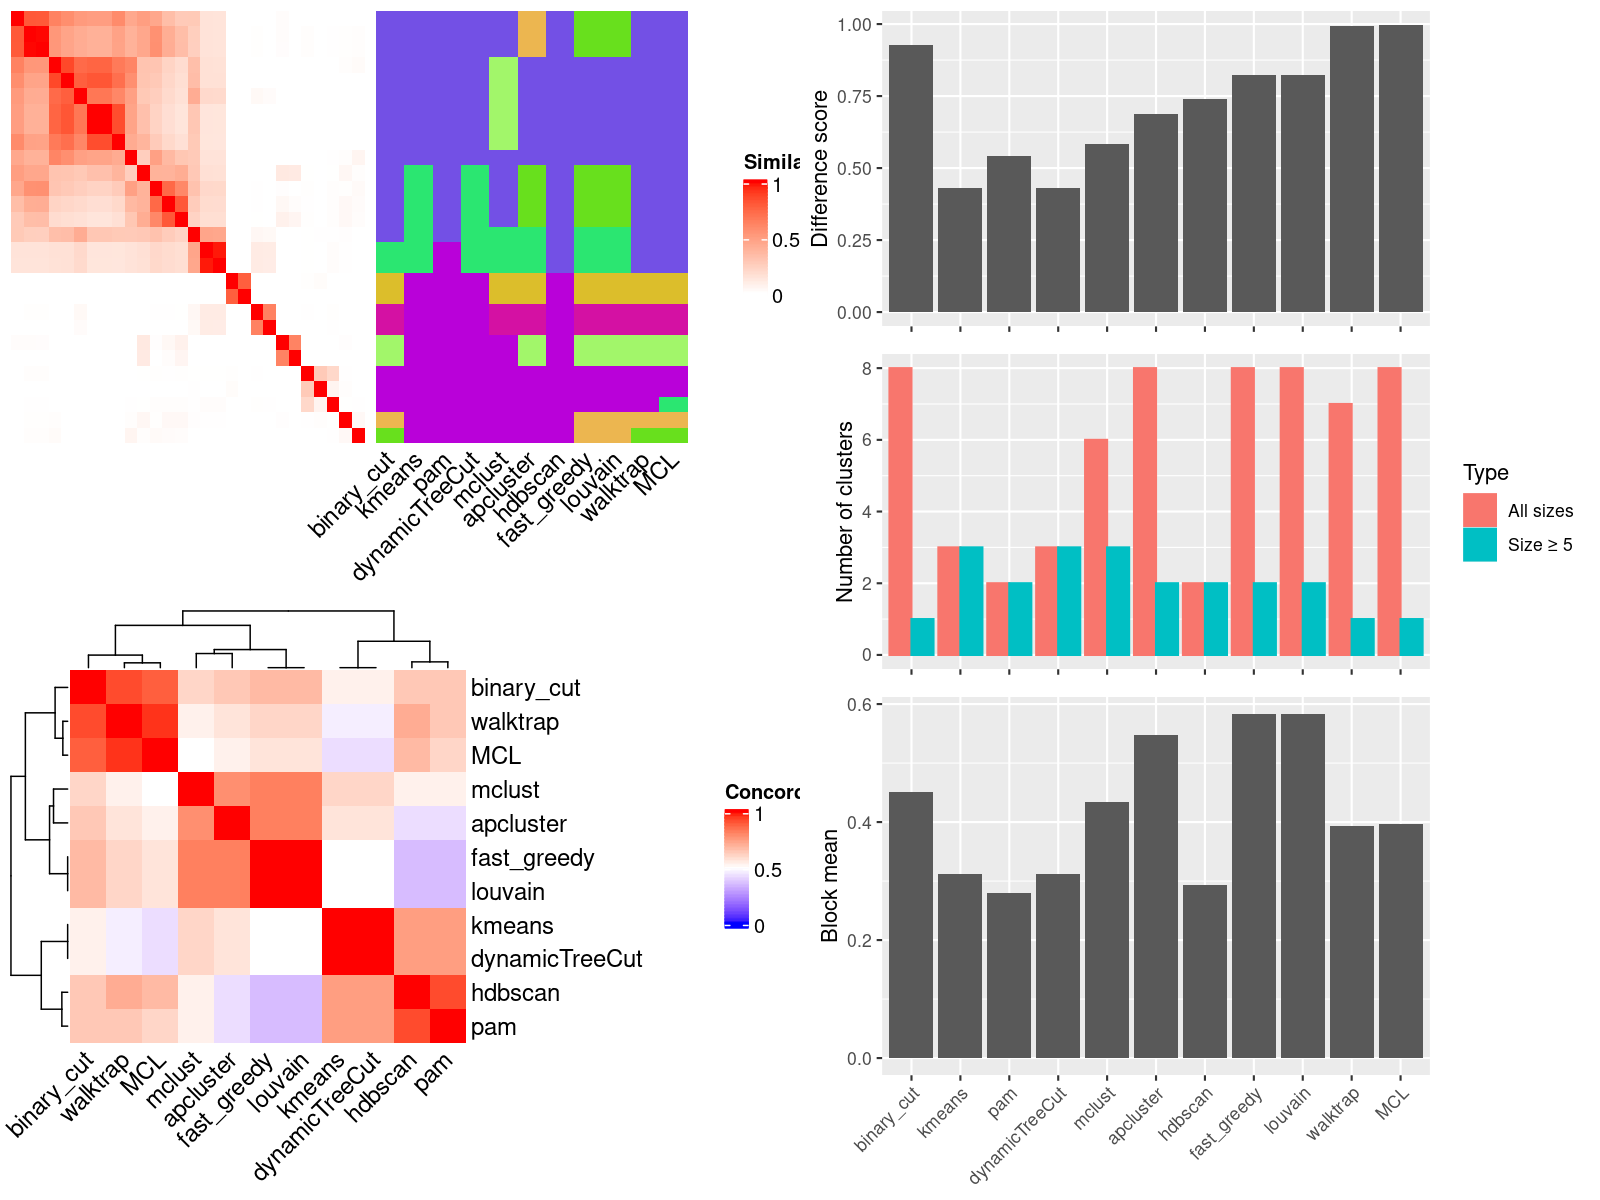 Simila
1
0.5
0
binary_cut
kmeans
pam
dynamicTreeCut
mclust
apcluster
hdbscan
fast_greedy
louvain
walktrap
MCL
binary_cut
walktrap
MCL
mclust
apcluster
fast_greedy
louvain
kmeans
dynamicTreeCut
hdbscan
pam
Concord
1
0.5
0
binary_cut
walktrap
MCL
mclust
apcluster
fast_greedy
louvain
kmeans
dynamicTreeCut
hdbscan
pam
Difference score
1.00
0.75
0.50
0.25
0.00
Number of clusters
8
6
4
2
0
Type
All sizes
Size ≥ 5
Block mean
0.6
0.4
0.2
0.0
binary_cut
kmeans
pam
dynamicTreeCut
mclust
apcluster
hdbscan
fast_greedy
louvain
walktrap
MCL